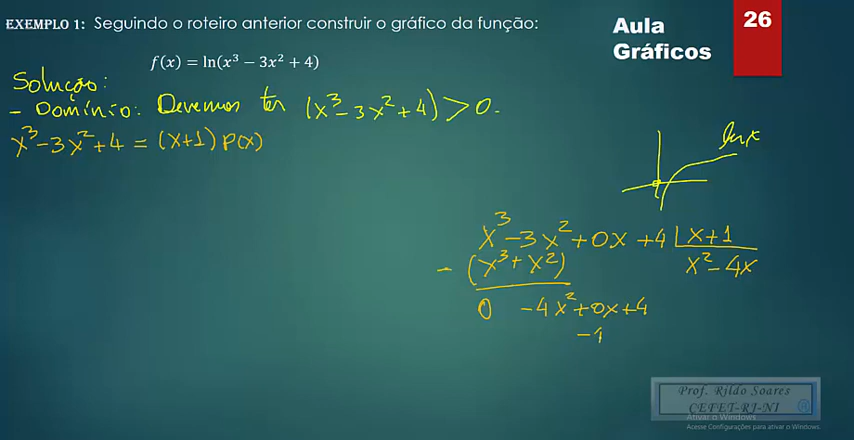 EXEMPLO 1: Seguindo o roteiro anterior construir o gráfico da função:
Aula
Gráficos
26
f(x) = ln(x³ − 3x² + 4)
Solução:
- Domínio: Devemos ter (x³-3x²+4)>0.
x³-3x²+4 = (x+1) P(x)
ln x
x³-3x²+0x+4 | x+1
-(x³+x²) x²-4x
0 -4x²+0x+4
-4
Prof. Rildo Soares
CEFET-RJ-NI
Ativar o Windows
Acesse Configurações para ativar o Windows.